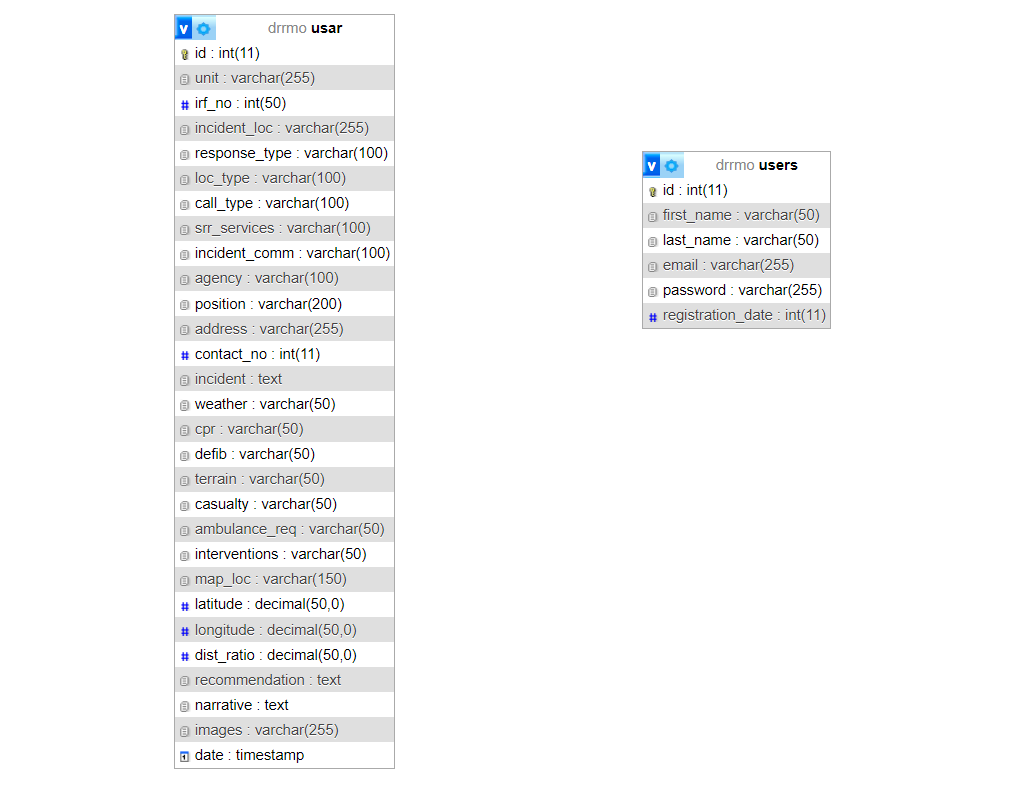 v drrmo usar
id : int(11)
unit : varchar(255)
# irf_no : int(50)
incident_loc : varchar(255)
response_type : varchar(100)
loc_type : varchar(100)
call_type : varchar(100)
srr_services : varchar(100)
incident_comm : varchar(100)
agency : varchar(100)
position : varchar(200)
address : varchar(255)
# contact_no : int(11)
incident : text
weather : varchar(50)
cpr : varchar(50)
defib : varchar(50)
terrain : varchar(50)
casualty : varchar(50)
ambulance_req : varchar(50)
interventions : varchar(50)
map_loc : varchar(150)
# latitude : decimal(50,0)
# longitude : decimal(50,0)
# dist_ratio : decimal(50,0)
recommendation : text
narrative : text
images : varchar(255)
date : timestamp
v drrmo users
id : int(11)
first_name : varchar(50)
last_name : varchar(50)
email : varchar(255)
password : varchar(255)
# registration_date : int(11)